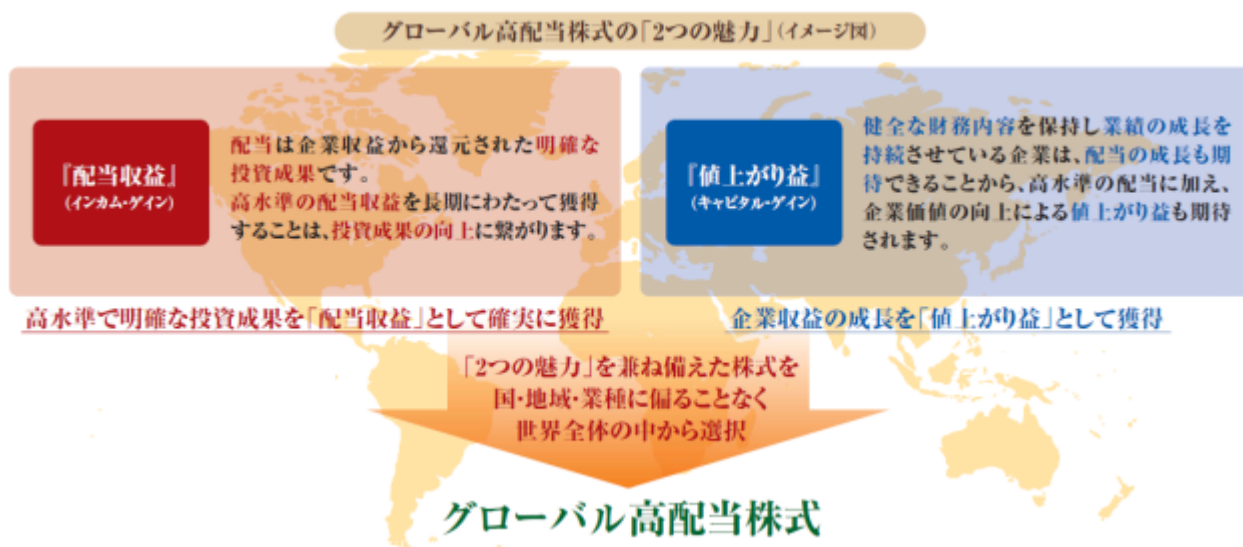 グローバル高配当株式の「2つの魅力」(イメージ図)
『配当収益』
(インカム・ゲイン)
配当は企業収益から還元された明確な
投資成果です。
高水準の配当収益を長期にわたって獲得
することは、投資成果の向上に繋がります。
『値上がり益』
(キャピタル・ゲイン)
健全な財務内容を保持し業績の成長を
持続させている企業は、配当の成長も期
待できることから、高水準の配当に加え、
企業価値の向上による値上がり益も期待
されます。
高水準で明確な投資成果を「配当収益」として確実に獲得
企業収益の成長を「値上がり益」として獲得
「2つの魅力」を兼ね備えた株式を
国・地域・業種に偏ることなく
世界全体の中から選択
グローバル高配当株式